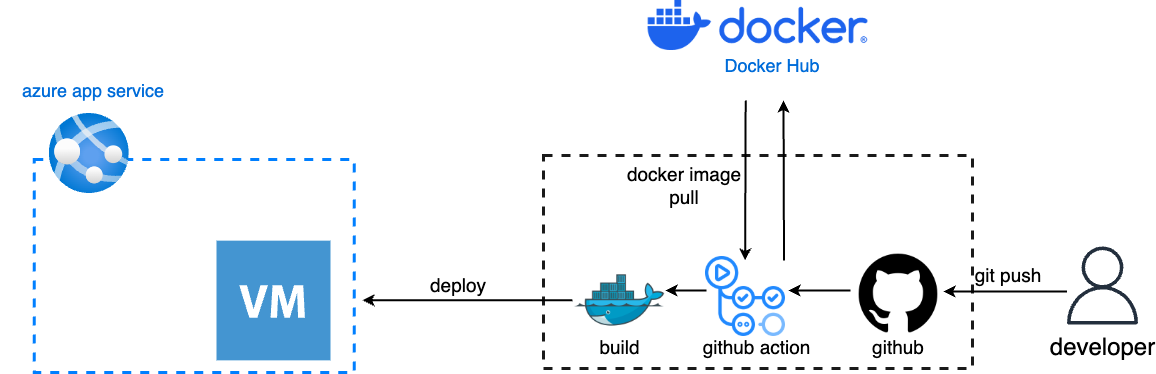 docker
Docker Hub
azure app service
docker image
pull
git push
deploy
VM
build
github action
github
developer